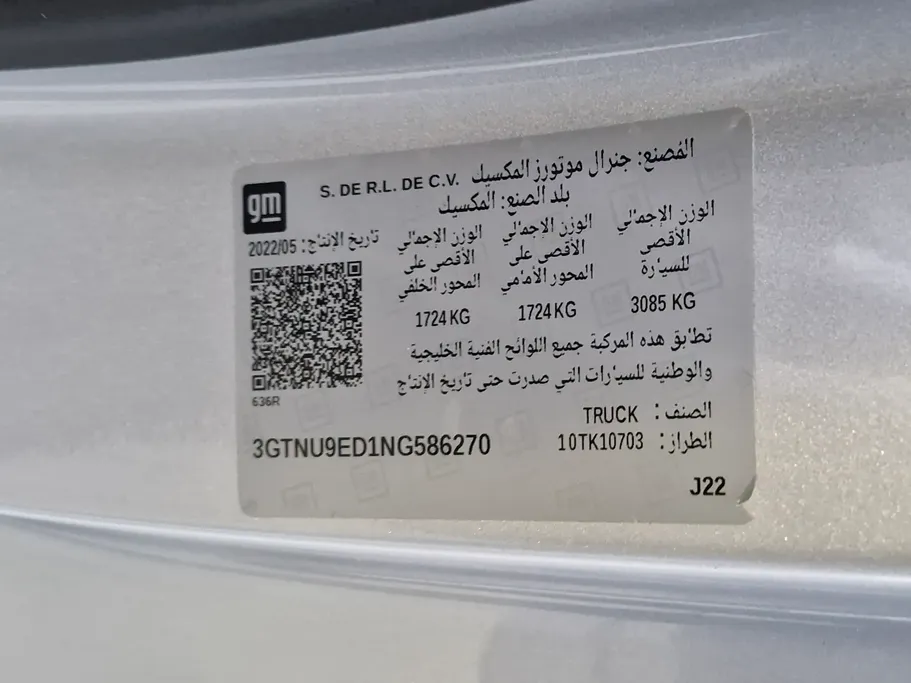 المُصنع: جنرال موتورز المكسيك S. DE R.L. DE C.V.
بلد الصنع: المكسيك
gm
الوزن الإجمالي الأقصى للسيارة
3085 KG
الوزن الإجمالي الأقصى على المحور الأمامي
1724 KG
الوزن الإجمالي الأقصى على المحور الخلفي
1724 KG
تاريخ الإنتاج: 2022/05
636R
تطابق هذه المركبة جميع اللوائح الفنية الخليجية
والوطنية للسيارات التي صدرت حتى تاريخ الإنتاج
الصنف: TRUCK
الطراز: 10TK10703
3GTNU9ED1NG586270
J22